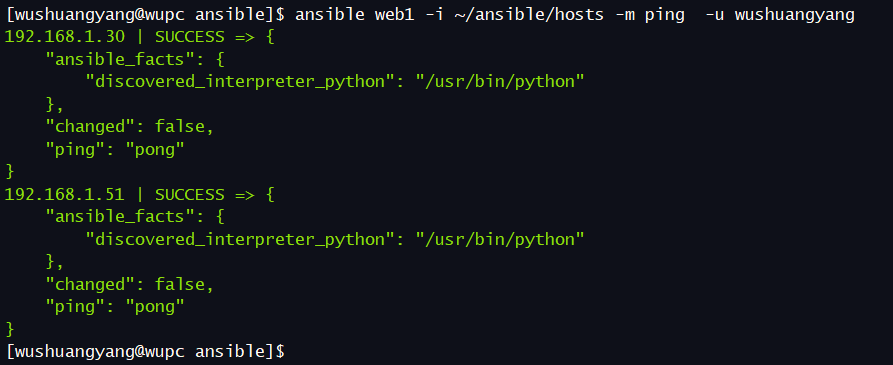 [wushuangyang@wupc ansible]$ ansible web1 -i ~/ansible/hosts -m ping  -u wushuangyang
192.168.1.30 | SUCCESS => {
    "ansible_facts": {
        "discovered_interpreter_python": "/usr/bin/python"
    },
    "changed": false,
    "ping": "pong"
}
192.168.1.51 | SUCCESS => {
    "ansible_facts": {
        "discovered_interpreter_python": "/usr/bin/python"
    },
    "changed": false,
    "ping": "pong"
}
[wushuangyang@wupc ansible]$